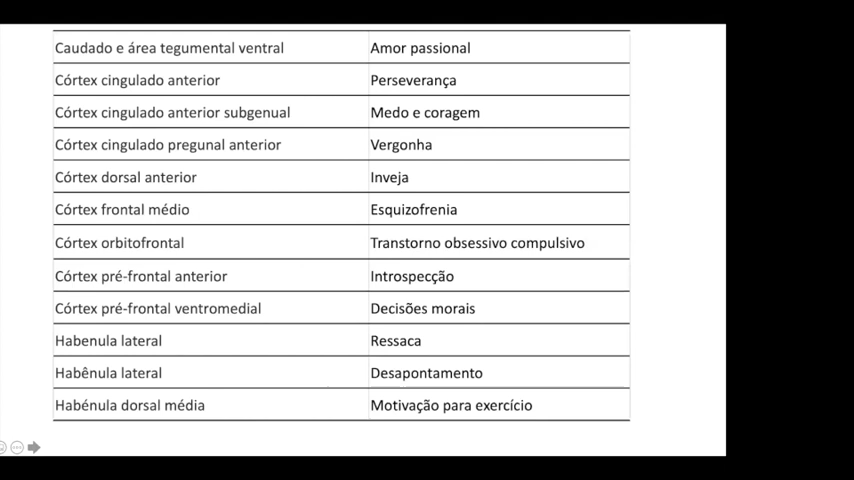 Caudado e área tegumental ventral Amor passional
Córtex cingulado anterior Perseverança
Córtex cingulado anterior subgenual Medo e coragem
Córtex cingulado pregunal anterior Vergonha
Córtex dorsal anterior Inveja
Córtex frontal médio Esquizofrenia
Córtex orbitofrontal Transtorno obsessivo compulsivo
Córtex pré-frontal anterior Introspecção
Córtex pré-frontal ventromedial Decisões morais
Habenula lateral Ressaca
Habênula lateral Desapontamento
Habénula dorsal média Motivação para exercício